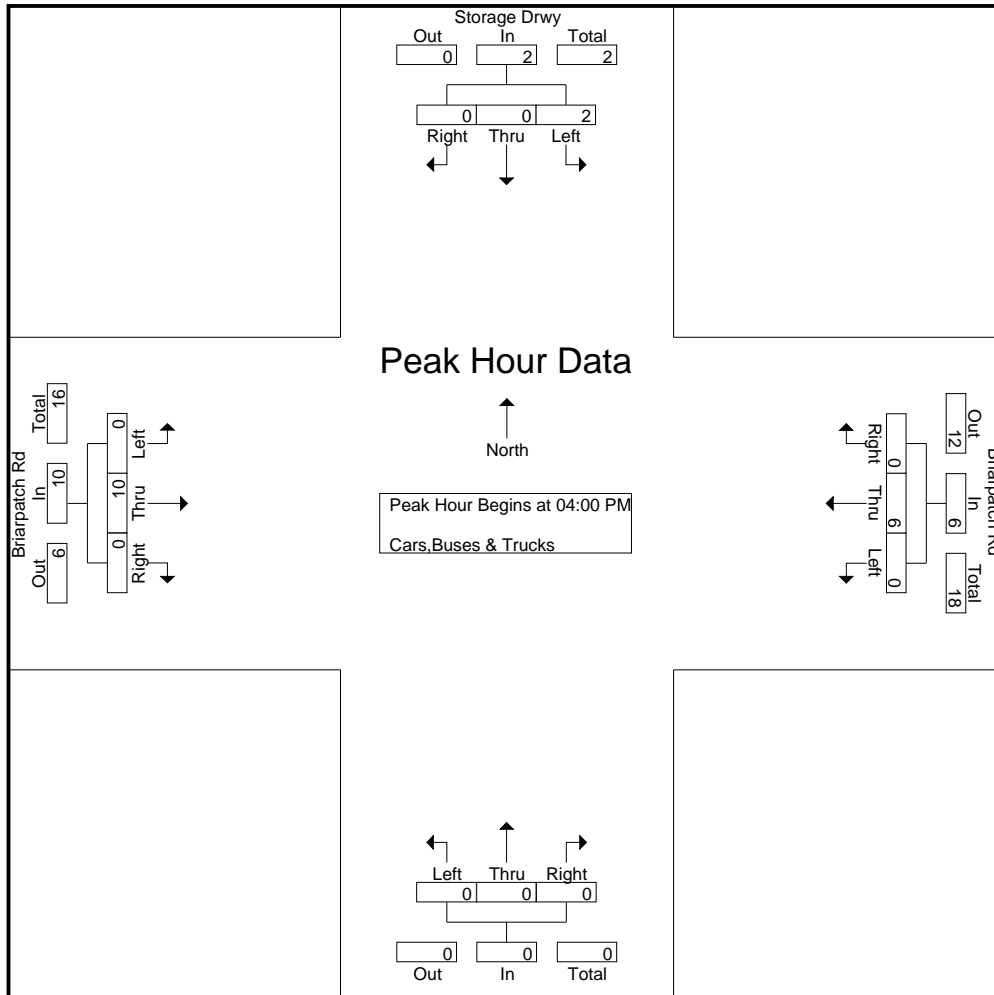 Storage Drwy
Out In Total
0 2 2
0 0 2
Right Thru Left
Peak Hour Data
North
Peak Hour Begins at 04:00 PM
Cars,Buses & Trucks
Briarpatch Rd
Out In Total
6 10 16
Right Thru Left
0 10 0
Briarpatch Rd
Out In Total
12 6 18
Right Thru Left
0 6 0
Left Thru Right
0 0 0
0 0 0
Out In Total